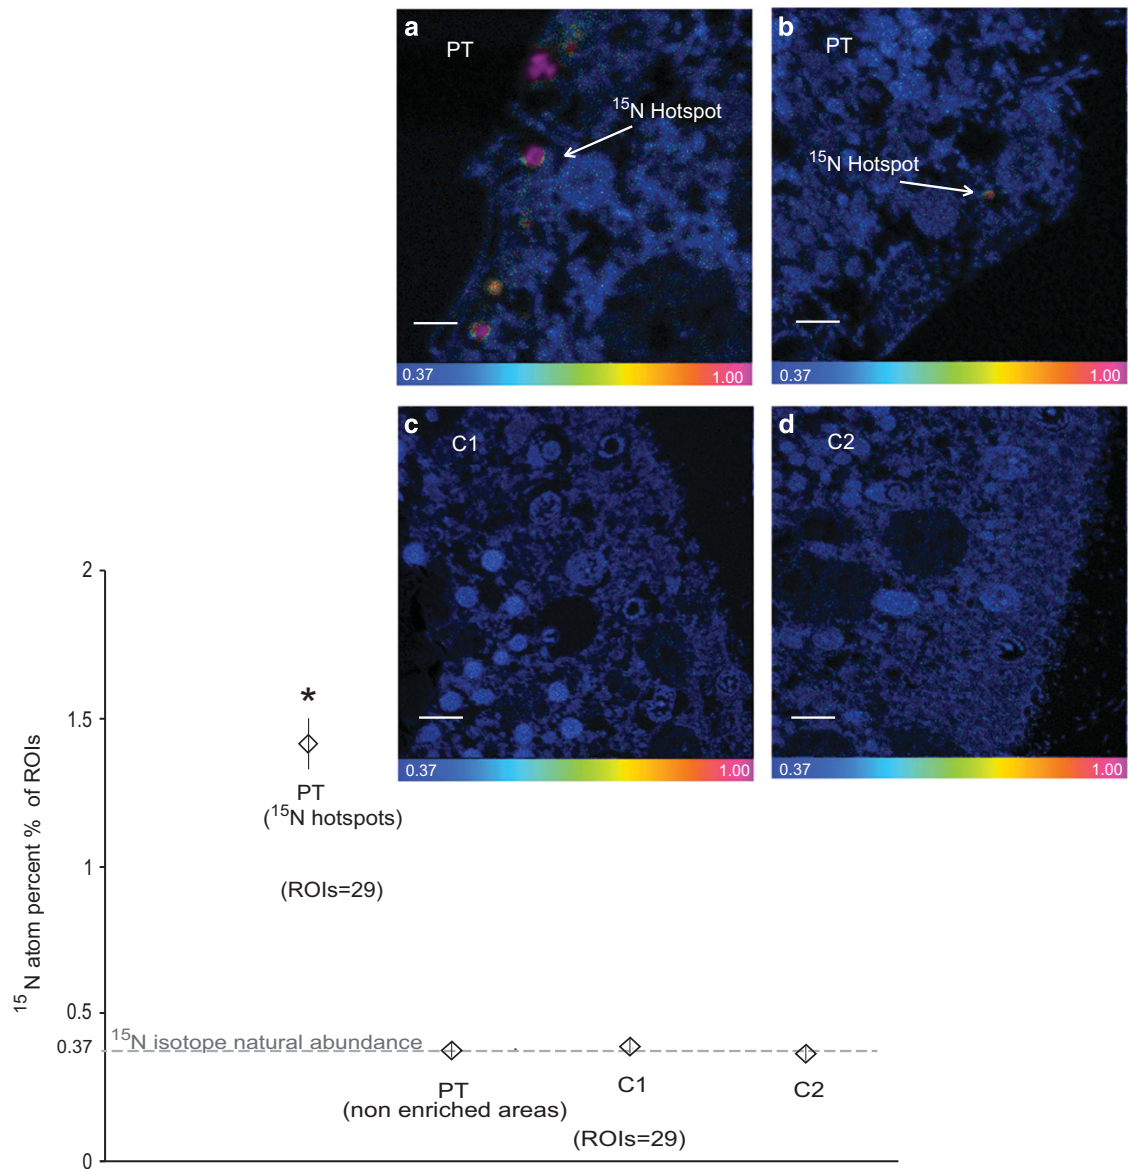 a
PT
¹⁵N Hotspot
0.37
1.00
b
PT
¹⁵N Hotspot
0.37
1.00
c
C1
0.37
1.00
d
C2
0.37
1.00
¹⁵N atom percent % of ROIs
2
1.5
1
0.5
0.37
0
*
PT
(¹⁵N hotspots)
(ROIs=29)
¹⁵N isotope natural abundance
PT
(non enriched areas)
C1
C2
(ROIs=29)